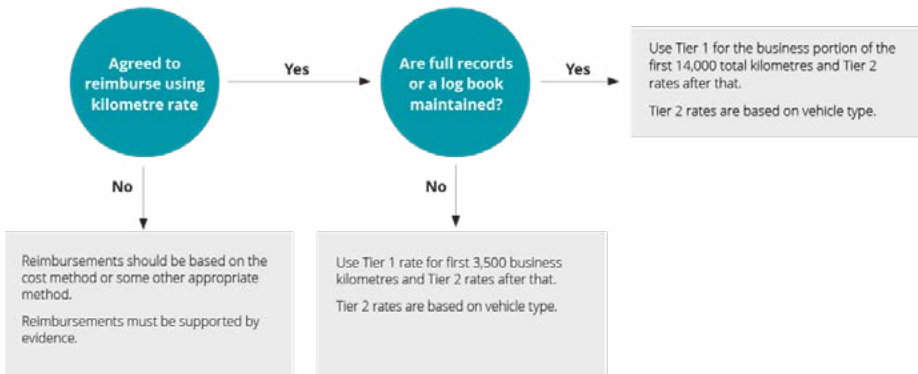 Agreed to
reimburse using
kilometre rate
Yes
Are full records
or a log book
maintained?
Yes
Use Tier 1 for the business portion of the
first 14,000 total kilometres and Tier 2
rates after that.
Tier 2 rates are based on vehicle type.
No
No
Reimbursements should be based on the
cost method or some other appropriate
method.
Reimbursements must be supported by
evidence.
Use Tier 1 rate for first 3,500 business
kilometres and Tier 2 rates after that.
Tier 2 rates are based on vehicle type.